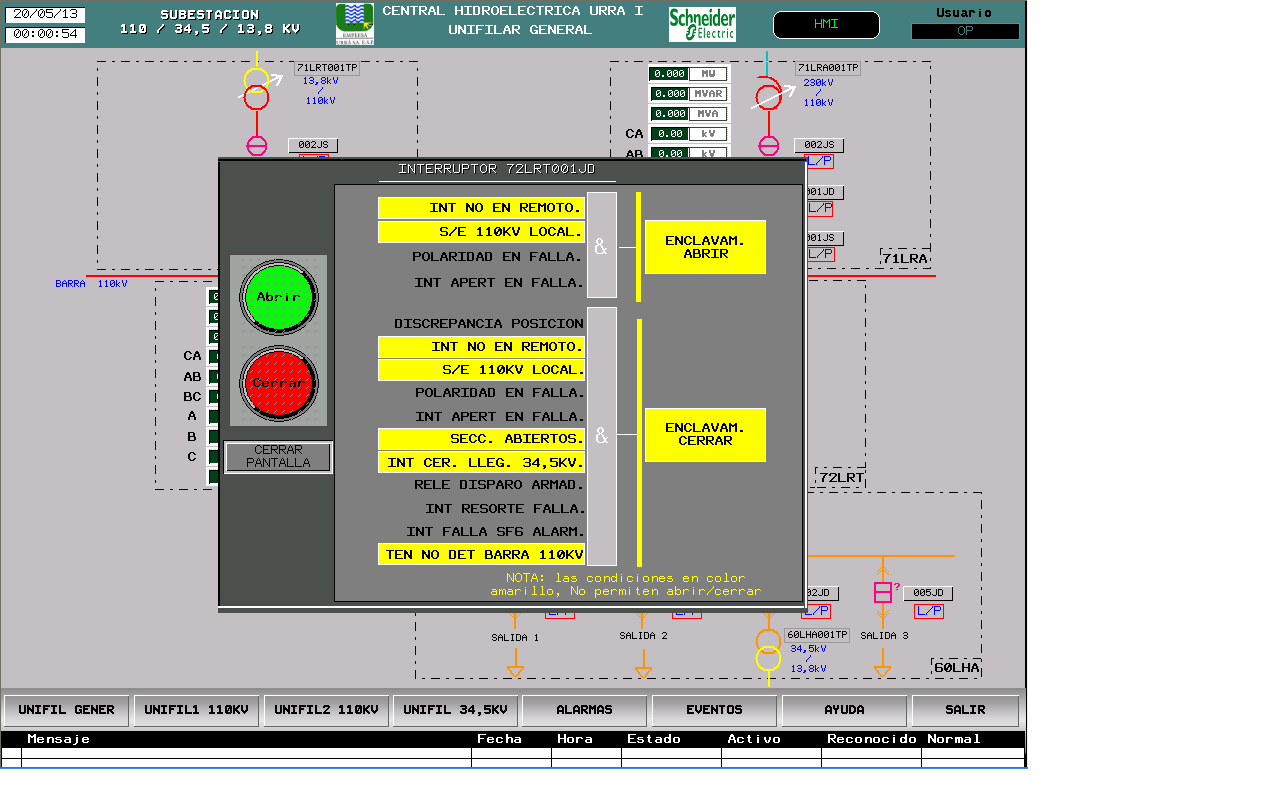 20/05/13
00:00:54
SUBESTACION
110 / 34,5 / 13,8 KV
EMPRESA
URRÁ S.A. E.S.P.
CENTRAL HIDROELECTRICA URRA I
UNIFILAR GENERAL
Schneider
Electric
HMI
Usuario
OP
71LRT001TP
13,8kV
/
110kV
002JS
L/P
0.000 MW
0.000 MVAR
0.000 MVA
CA 0.00 kV
AB 0.00 kV
71LRA001TP
230kV
/
110kV
002JS
L/P
001JD
L/P
001JS
L/P
71LRA
BARRA 110kV
CA
AB
BC
A
B
C
72LRT
INTERRUPTOR 72LRT001JD
Abrir
Cerrar
CERRAR
PANTALLA
INT NO EN REMOTO.
S/E 110KV LOCAL.
POLARIDAD EN FALLA.
INT APERT EN FALLA.
&
ENCLAVAM.
ABRIR
DISCREPANCIA POSICION
INT NO EN REMOTO.
S/E 110KV LOCAL.
POLARIDAD EN FALLA.
INT APERT EN FALLA.
SECC. ABIERTOS.
INT CER. LLEG. 34,5KV.
RELE DISPARO ARMAD.
INT RESORTE FALLA.
INT FALLA SF6 ALARM.
TEN NO DET BARRA 110KV
&
ENCLAVAM.
CERRAR
NOTA: las condiciones en color
amarillo, No permiten abrir/cerrar
02JD
L/P
L/P
L/P
?
005JD
L/P
SALIDA 1
SALIDA 2
60LHA001TP
34,5kV
/
13,8kV
SALIDA 3
60LHA
UNIFIL GENER
UNIFIL1 110KV
UNIFIL2 110KV
UNIFIL 34,5KV
ALARMAS
EVENTOS
AYUDA
SALIR
Mensaje Fecha Hora Estado Activo Reconocido Normal